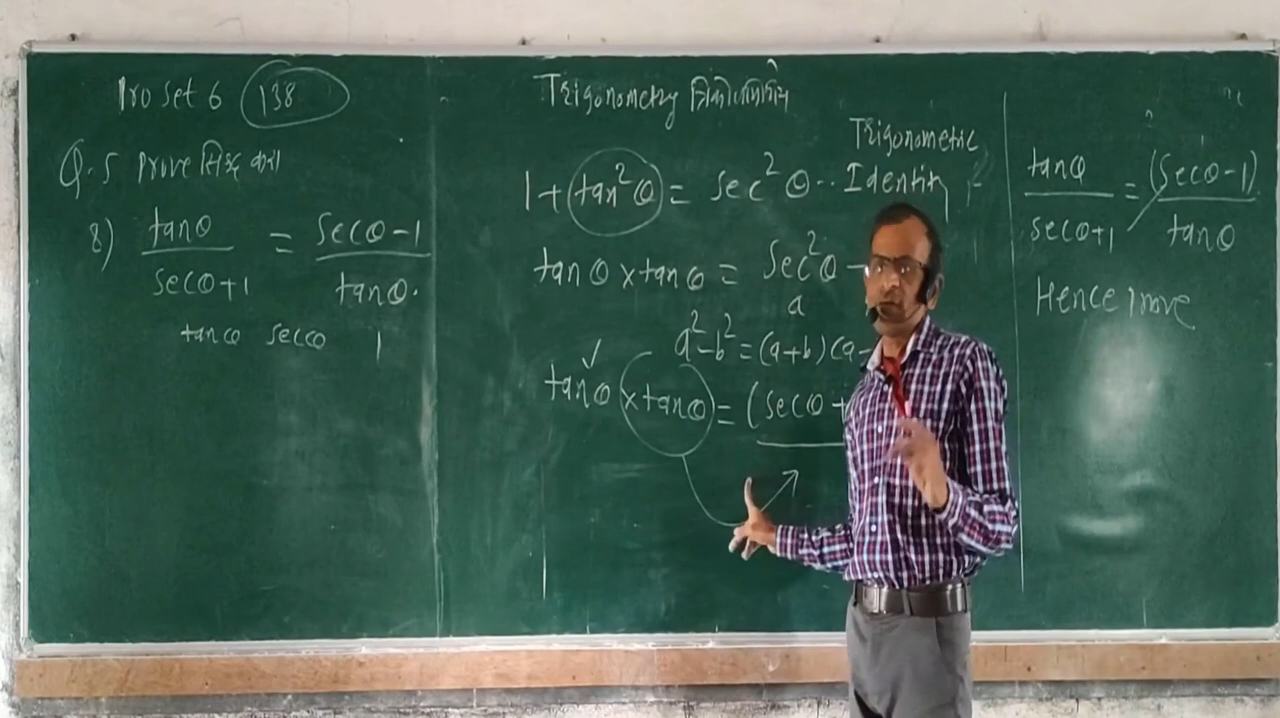 Pro Set 6 138
Q.5 Prove सिद्ध करा
8) tanθ / secθ+1 = secθ-1 / tanθ.
tanθ secθ 1
Trigonometry त्रिकोणमिती
1 + tan²θ = sec²θ .. Trigonometric Identity
tanθ × tanθ = sec²θ -
a
a²-b² = (a+b) (a-
tanθ × tanθ = (secθ +
tanθ / secθ+1 = (secθ-1) / tanθ
Hence prove